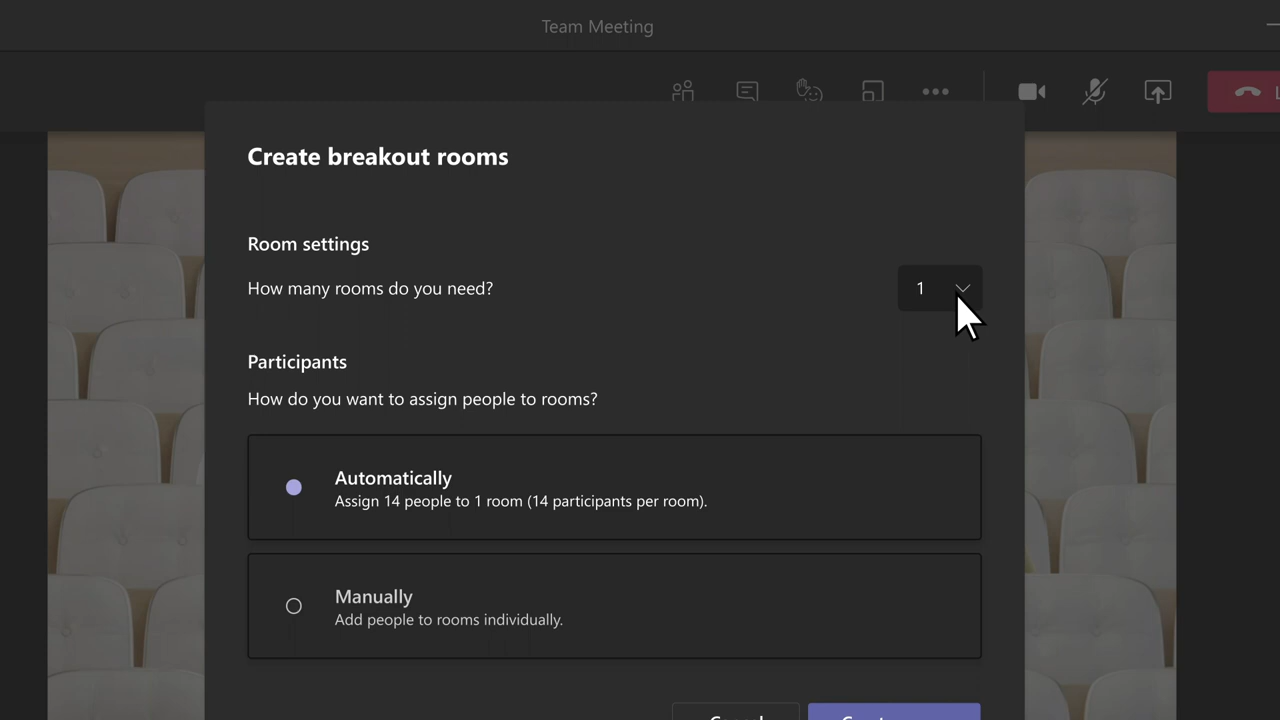 Team Meeting
Create breakout rooms
Room settings
How many rooms do you need?
1
Participants
How do you want to assign people to rooms?
Automatically
Assign 14 people to 1 room (14 participants per room).
Manually
Add people to rooms individually.